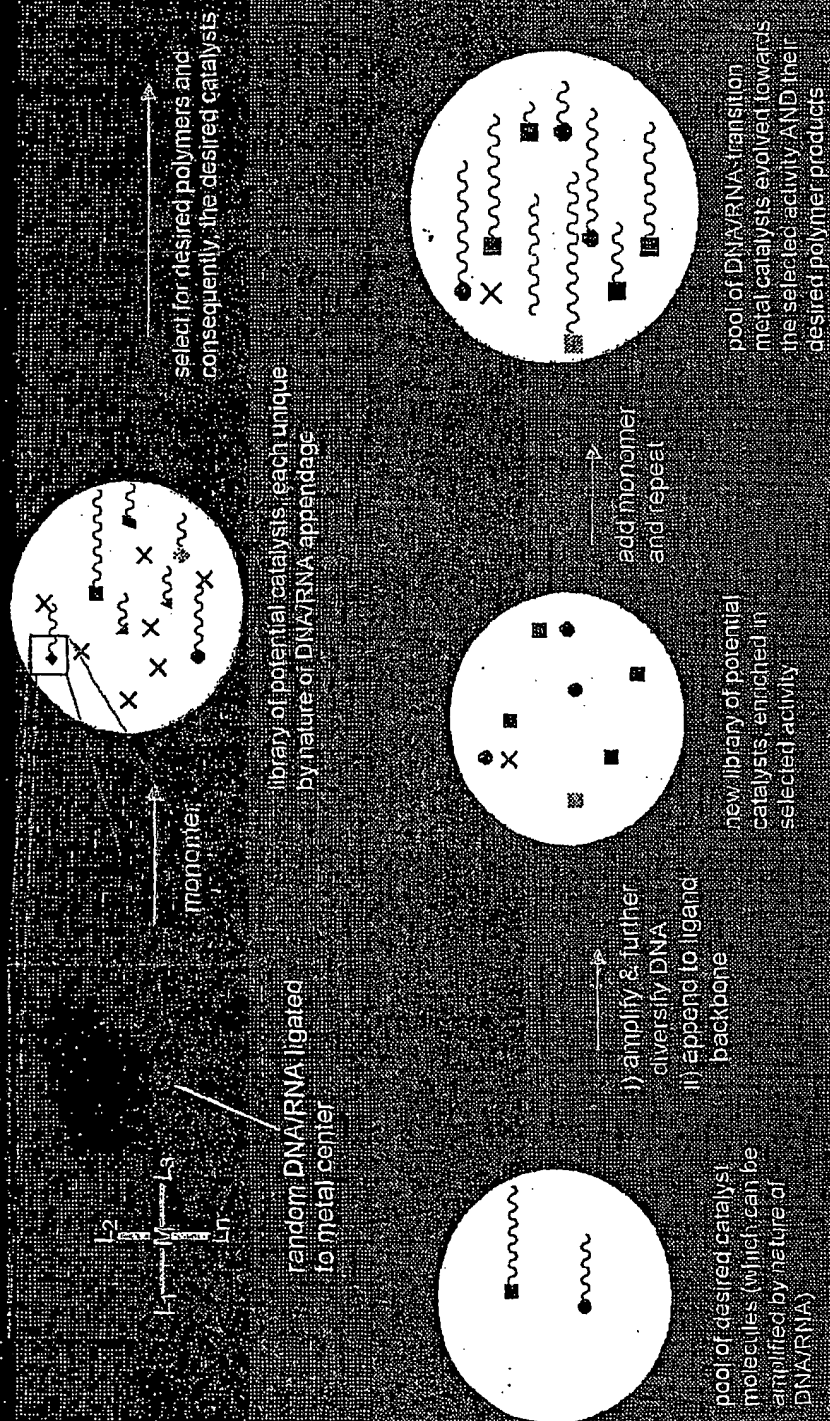 L1
L2
M
L3
Ln
random DNA/RNA ligated
to metal center
monomer
library of potential catalysts, each unique
by nature of DNA/RNA appendage
select for desired polymers and
consequently, the desired catalysts
pool of desired catalyst
molecules (which can be
amplified by nature of
DNA/RNA)
i) amplify & further
diversify DNA
ii) append to ligand
backbone
new library of potential
catalysts, enriched in
selected activity
add monomer
and repeat
pool of DNA/RNA-transition
metal catalysts evolved towards
the selected activity AND their
desired polymer products